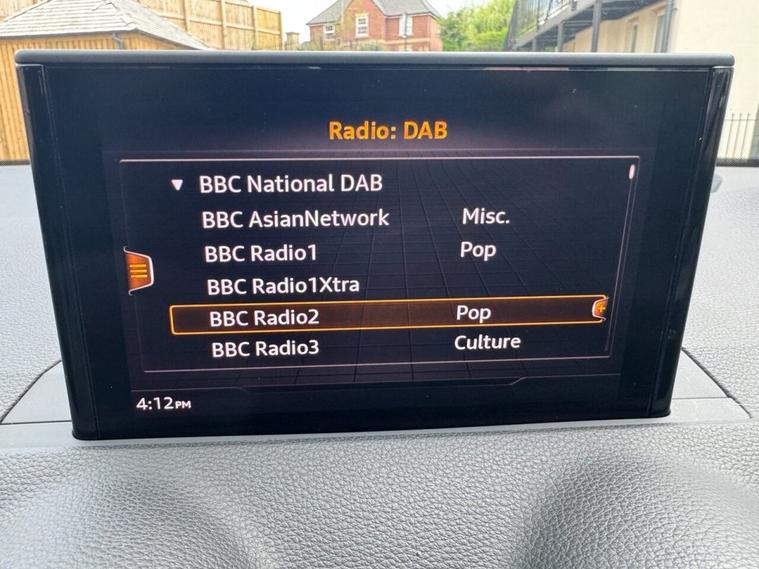 Radio: DAB
BBC National DAB
BBC AsianNetwork Misc.
BBC Radio1 Pop
BBC Radio1Xtra
BBC Radio2 Pop
BBC Radio3 Culture
4:12PM